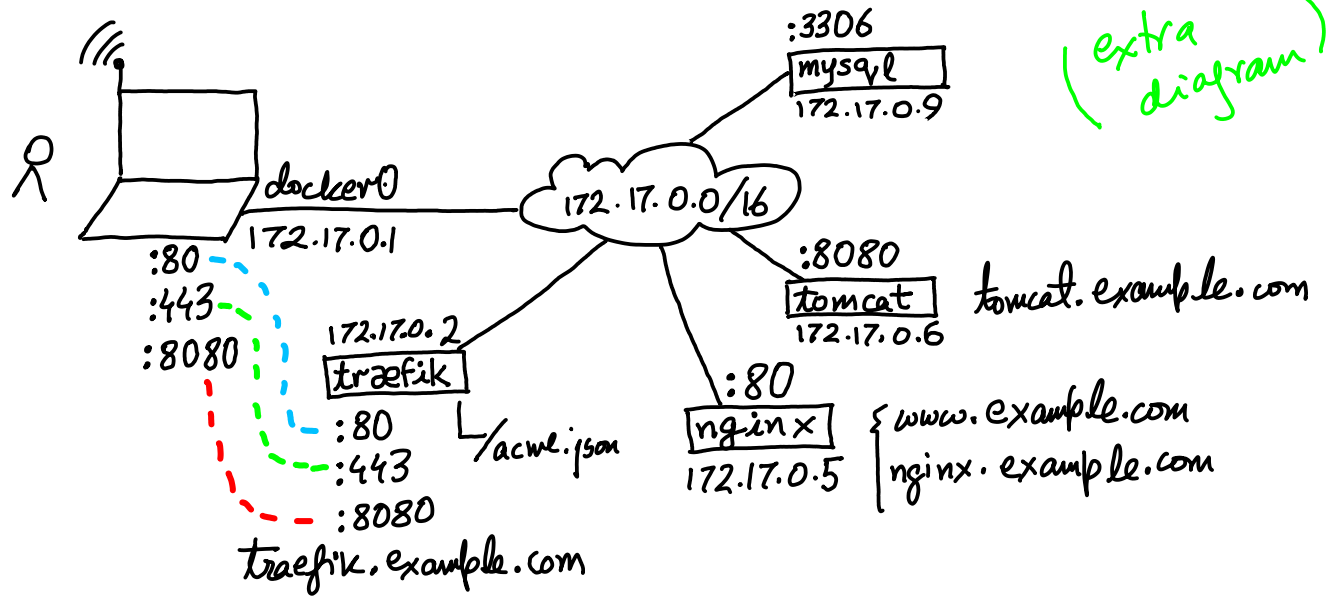 :3306
mysql
172.17.0.9
(extra
diagram)
docker0
172.17.0.1
172.17.0.0/16
:80
:443
:8080
172.17.0.2
traefik
/acme.json
:80
:443
:8080
traefik.example.com
:8080
tomcat
172.17.0.6
tomcat.example.com
:80
nginx
172.17.0.5
www.example.com
nginx.example.com